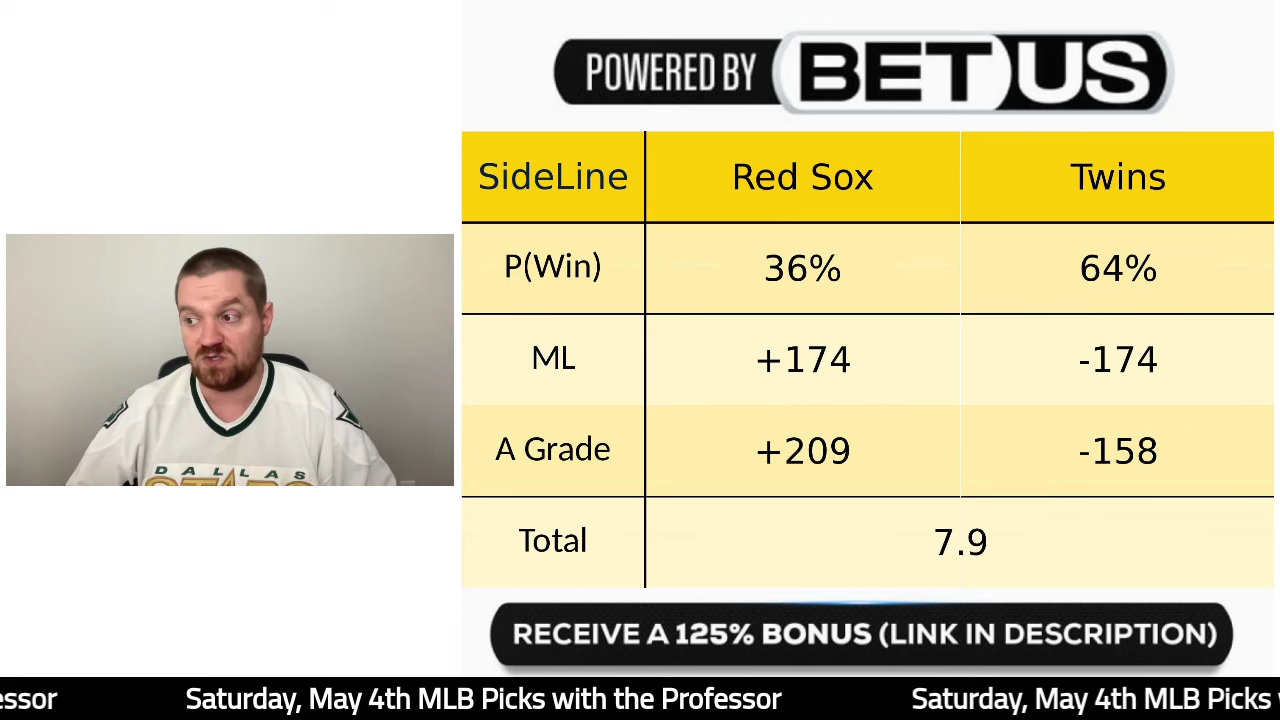 POWERED BY BETUS
SideLine Red Sox Twins
P(Win) 36% 64%
ML +174 -174
A Grade +209 -158
Total 7.9
DALLAS
STARS
RECEIVE A 125% BONUS (LINK IN DESCRIPTION)
essor Saturday, May 4th MLB Picks with the Professor Saturday, May 4th MLB Picks